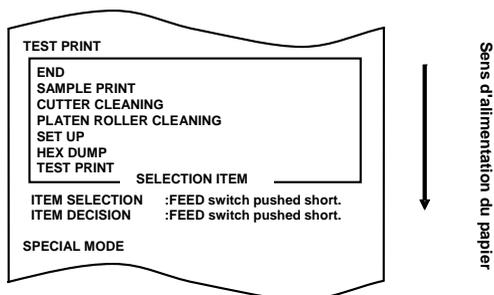 TEST PRINT
END
SAMPLE PRINT
CUTTER CLEANING
PLATEN ROLLER CLEANING
SET UP
HEX DUMP
TEST PRINT
SELECTION ITEM
ITEM SELECTION :FEED switch pushed short.
ITEM DECISION :FEED switch pushed short.
SPECIAL MODE
Sens d'alimentation du papier